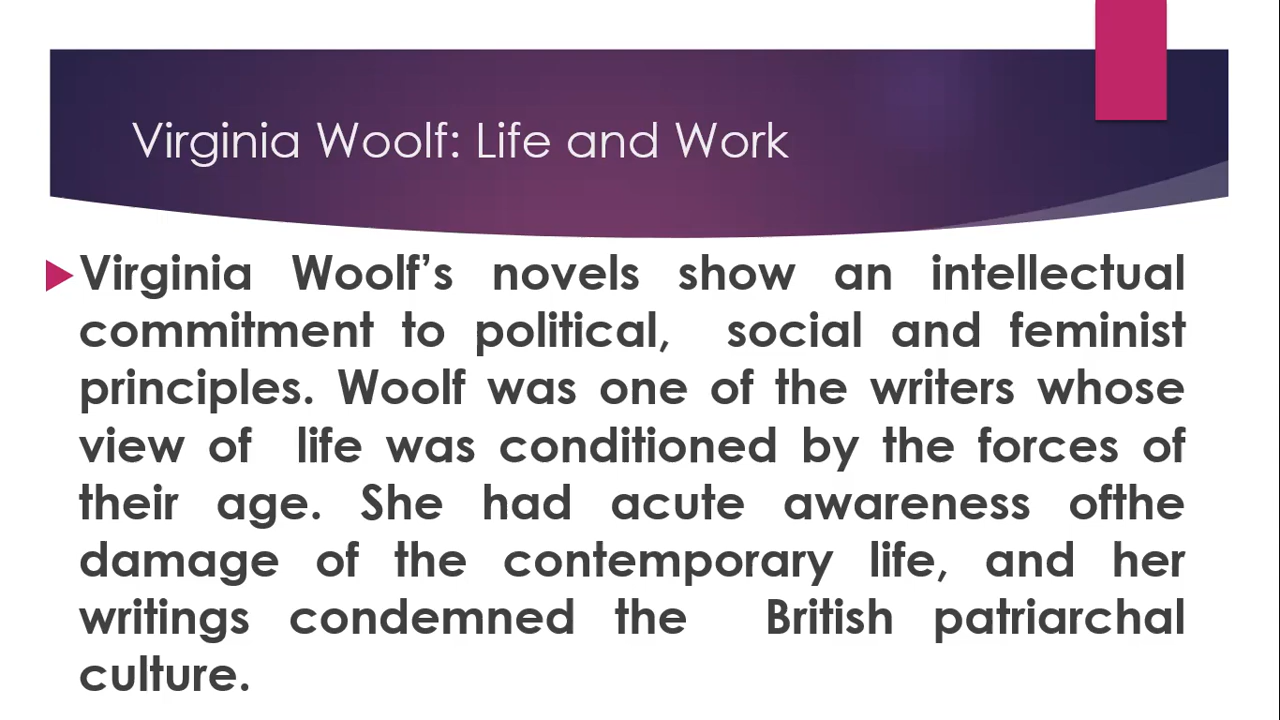 Virginia Woolf: Life and Work
Virginia Woolf’s novels show an intellectual
commitment to political, social and feminist
principles. Woolf was one of the writers whose
view of life was conditioned by the forces of
their age. She had acute awareness ofthe
damage of the contemporary life, and her
writings condemned the British patriarchal
culture.